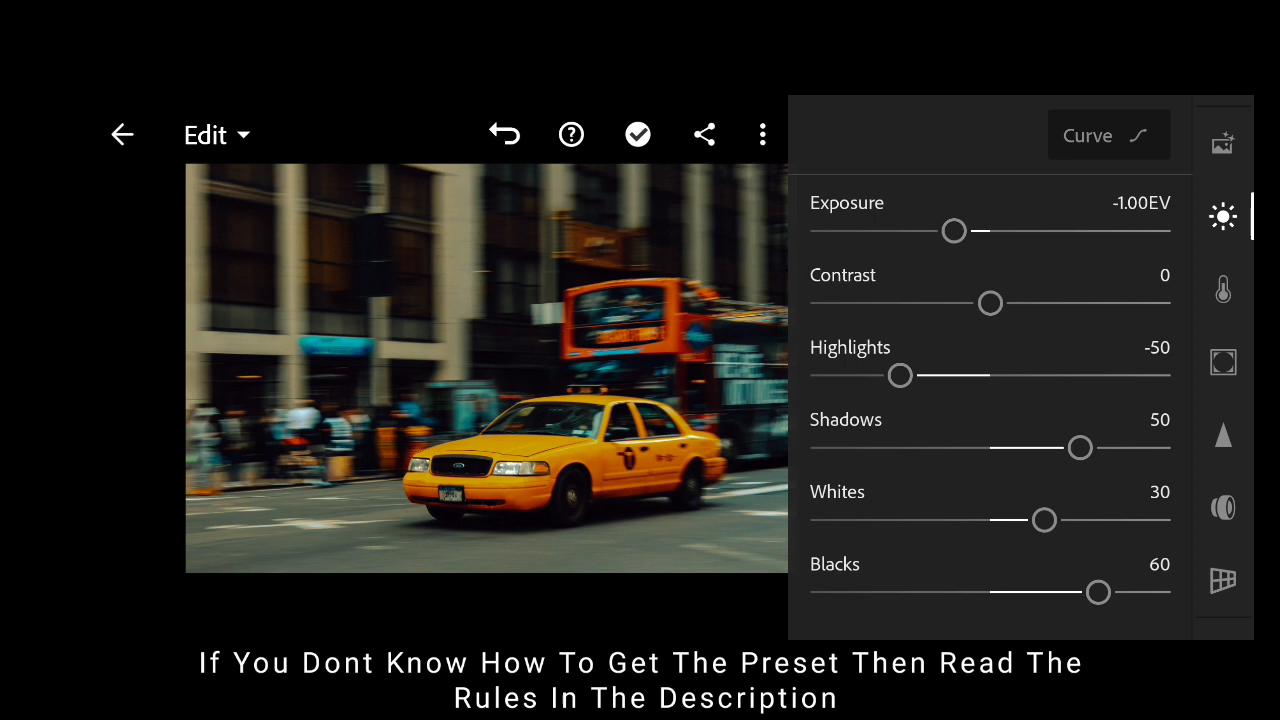 Edit
Curve
Exposure -1.00EV
Contrast 0
Highlights -50
Shadows 50
Whites 30
Blacks 60
If You Dont Know How To Get The Preset Then Read The
Rules In The Description